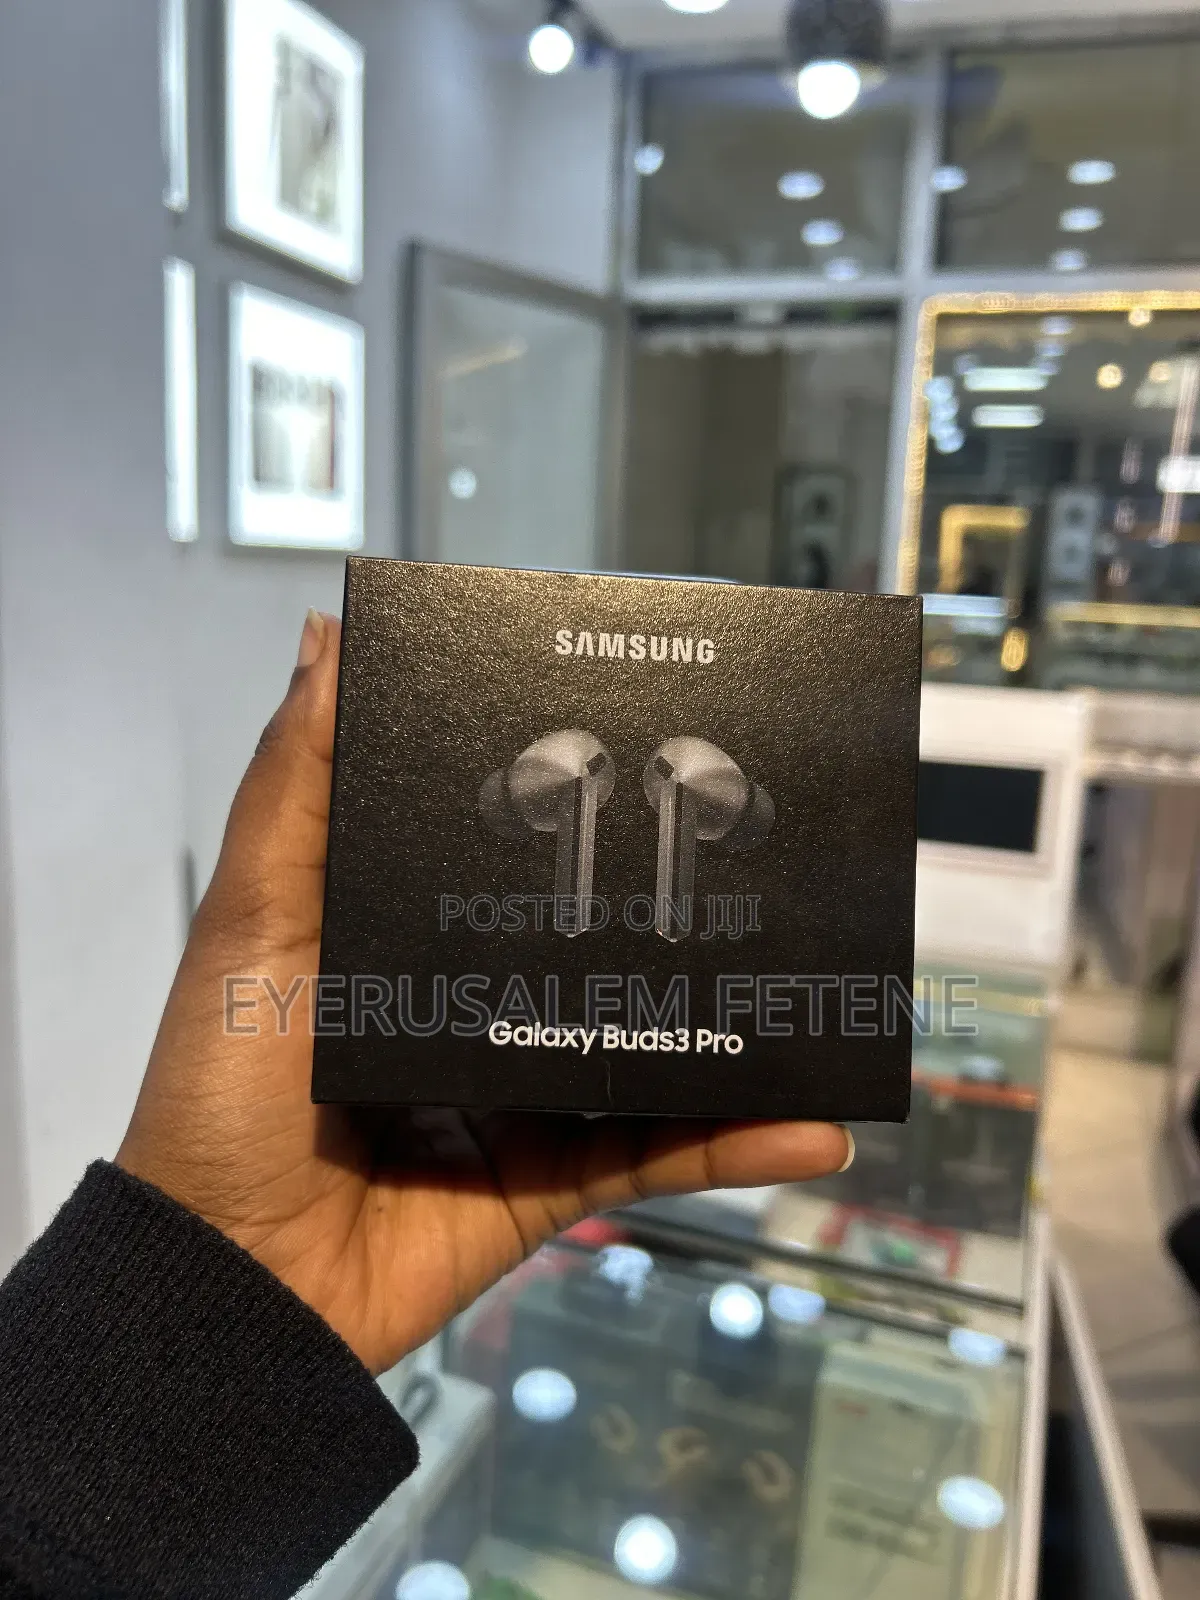 SAMSUNG
POSTED ON JIJI
EYERUSALEM FETENE
Galaxy Buds3 Pro